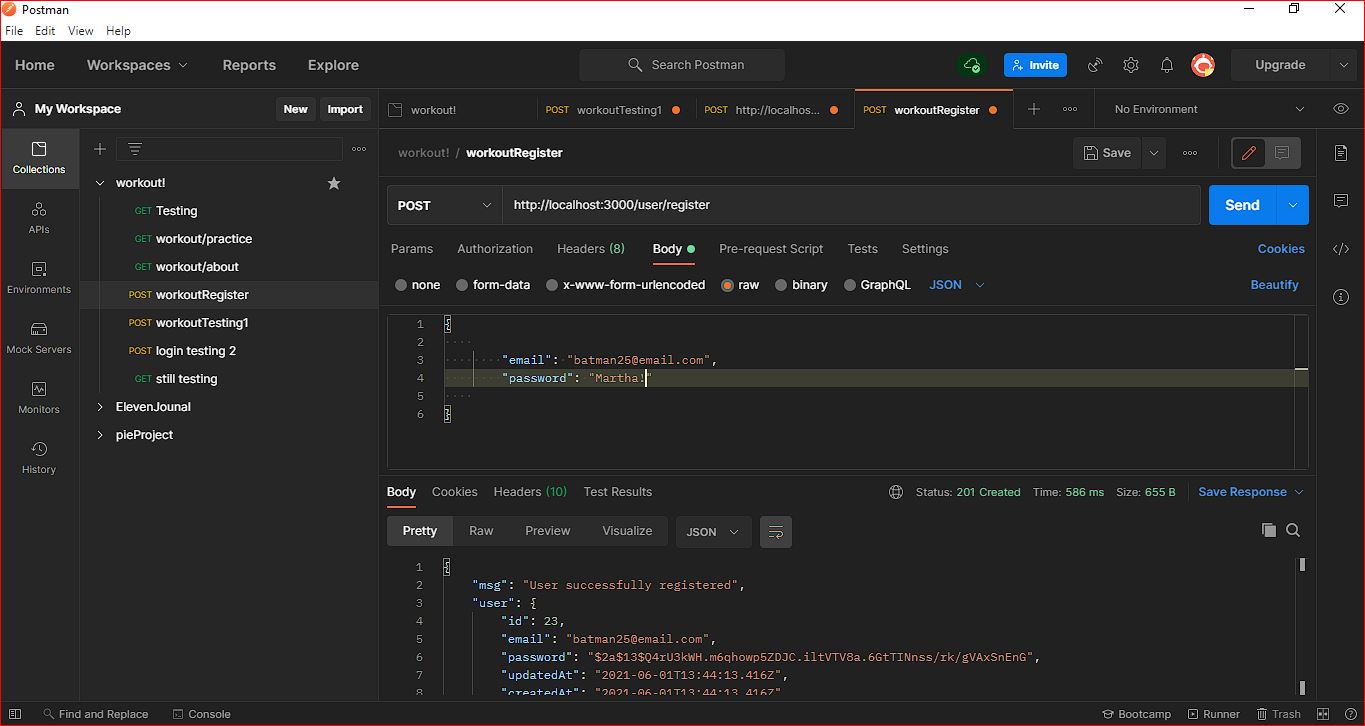 Postman
File Edit View Help
Home Workspaces Reports Explore Search Postman Invite Upgrade
My Workspace New Import
workout! POST workoutTesting1 POST http://localhos... POST workoutRegister No Environment
Collections
APIs
Environments
Mock Servers
Monitors
History
workout!
GET Testing
GET workout/practice
GET workout/about
POST workoutRegister
POST workoutTesting1
POST login testing 2
GET still testing
ElevenJounal
pieProject
workout! / workoutRegister Save
POST http://localhost:3000/user/register Send
Params Authorization Headers (8) Body Pre-request Script Tests Settings Cookies
none form-data x-www-form-urlencoded raw binary GraphQL JSON Beautify
1 {
2
3 "email": "batman25@email.com",
4 "password": "Martha!"
5
6 }
Body Cookies Headers (10) Test Results Status: 201 Created Time: 586 ms Size: 655 B Save Response
Pretty Raw Preview Visualize JSON
1 {
2 "msg": "User successfully registered",
3 "user": {
4 "id": 23,
5 "email": "batman25@email.com",
6 "password": "$2a$13$Q4rU3kWH.m6qhowp5ZDJC.iltVTV8a.6GtTINnss/rk/gVAxSnEnG",
7 "updatedAt": "2021-06-01T13:44:13.416Z",
8 "createdAt": "2021-06-01T13:44:13.416Z"
Find and Replace Console Bootcamp Runner Trash